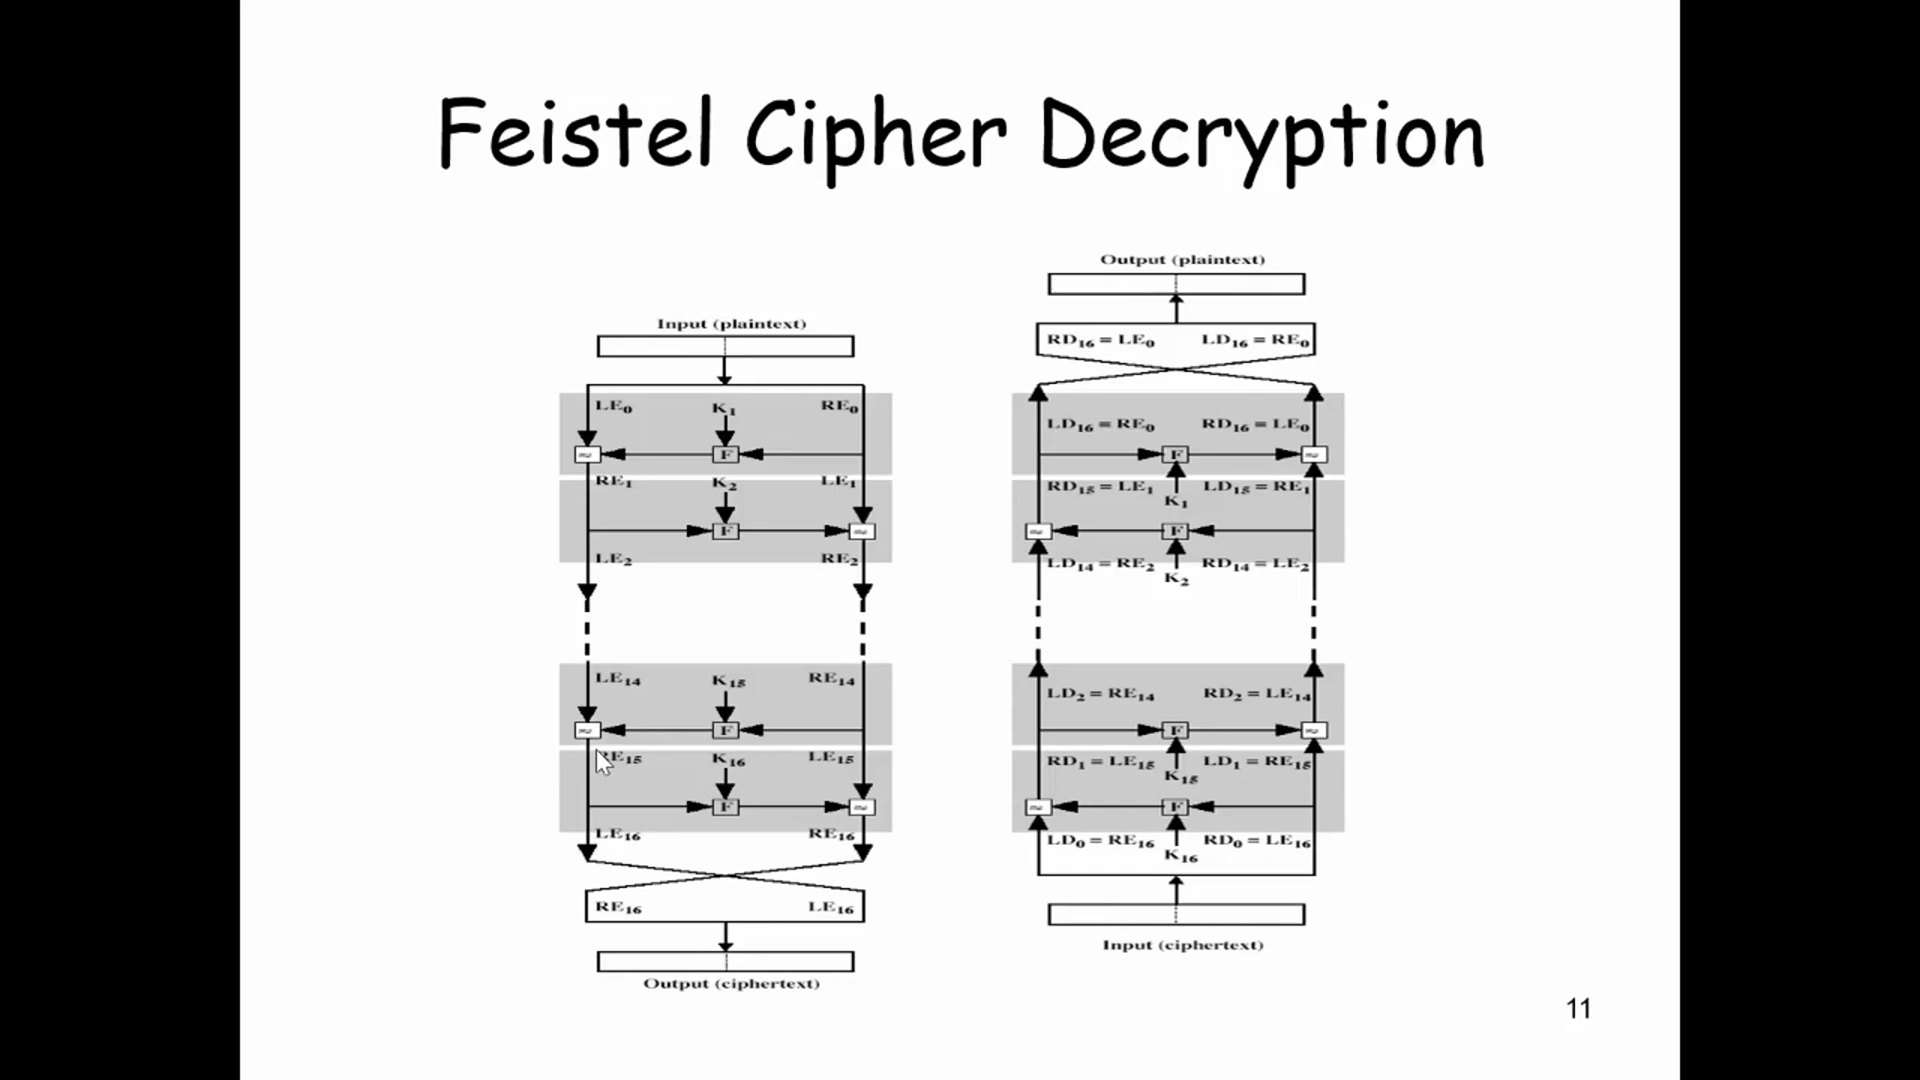 Feistel Cipher Decryption
Input (plaintext)
LE0 K1 RE0
F
RE1 K2 LE1
F
LE2 RE2
LE14 K15 RE14
F
RE15 K16 LE15
F
LE16 RE16
RE16 LE16
Output (ciphertext)
Output (plaintext)
RD16 = LE0 LD16 = RE0
LD16 = RE0 RD16 = LE0
F
RD15 = LE1 LD15 = RE1
K1
F
LD14 = RE2 RD14 = LE2
K2
LD2 = RE14 RD2 = LE14
F
RD1 = LE15 LD1 = RE15
K15
F
LD0 = RE16 RD0 = LE16
K16
Input (ciphertext)
11